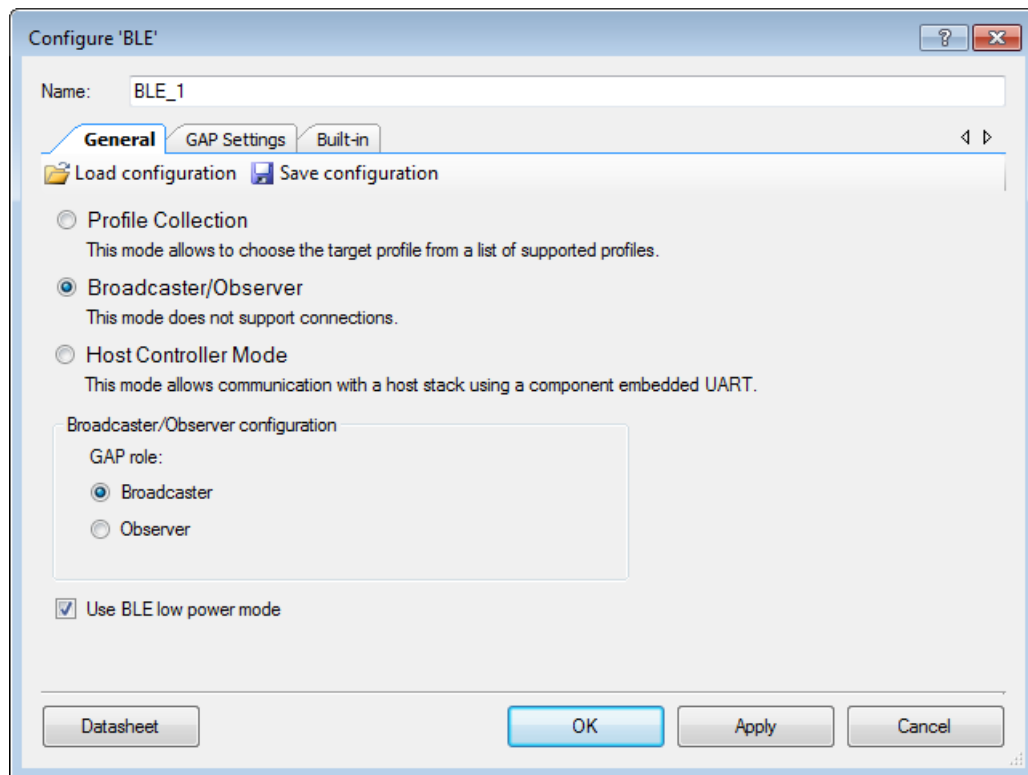 Configure 'BLE'
Name: BLE_1
General GAP Settings Built-in
Load configuration Save configuration
Profile Collection
This mode allows to choose the target profile from a list of supported profiles.
Broadcaster/Observer
This mode does not support connections.
Host Controller Mode
This mode allows communication with a host stack using a component embedded UART.
Broadcaster/Observer configuration
GAP role:
Broadcaster
Observer
Use BLE low power mode
Datasheet OK Apply Cancel